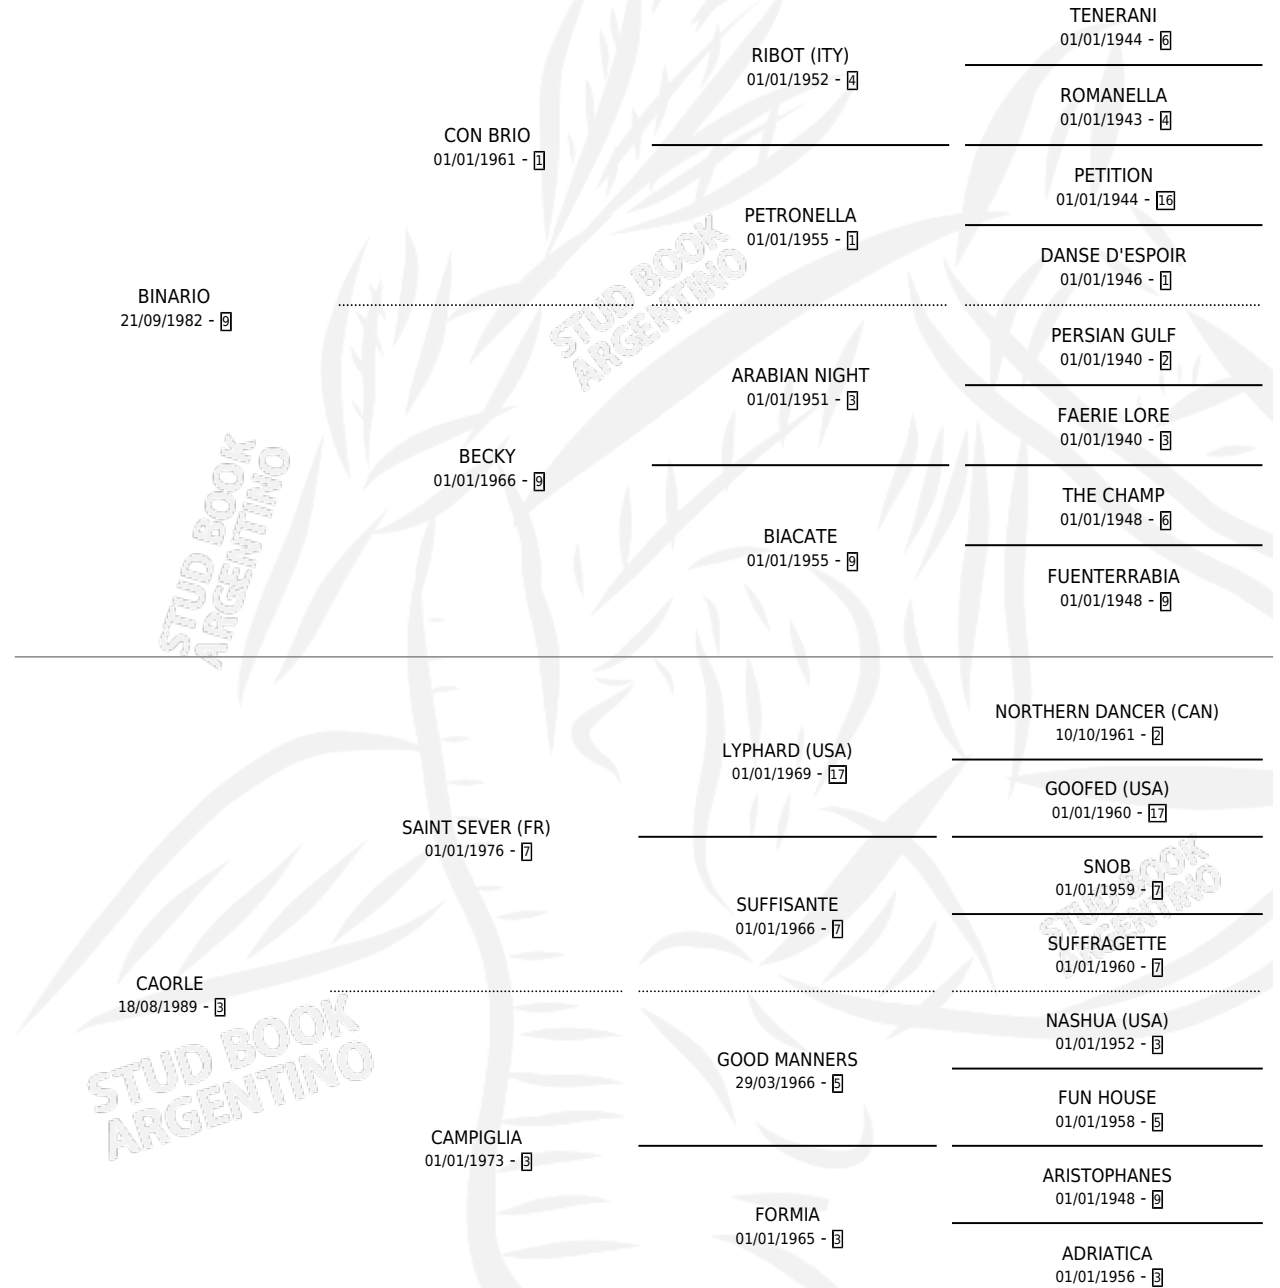 TENERANI
01/01/1944 - 6
RIBOT (ITY)
01/01/1952 - 4
ROMANELLA
01/01/1943 - 4
CON BRIO
01/01/1961 - 1
PETITION
01/01/1944 - 16
PETRONELLA
01/01/1955 - 1
DANSE D'ESPOIR
01/01/1946 - 1
BINARIO
21/09/1982 - 9
PERSIAN GULF
01/01/1940 - 2
ARABIAN NIGHT
01/01/1951 - 3
FAERIE LORE
01/01/1940 - 3
BECKY
01/01/1966 - 9
THE CHAMP
01/01/1948 - 6
BIACATE
01/01/1955 - 9
FUENTERRABIA
01/01/1948 - 9
NORTHERN DANCER (CAN)
10/10/1961 - 2
LYPHARD (USA)
01/01/1969 - 17
GOOFED (USA)
01/01/1960 - 17
SAINT SEVER (FR)
01/01/1976 - 7
SNOB
01/01/1959 - 7
SUFFISANTE
01/01/1966 - 7
SUFFRAGETTE
01/01/1960 - 7
CAORLE
18/08/1989 - 3
NASHUA (USA)
01/01/1952 - 3
GOOD MANNERS
29/03/1966 - 5
FUN HOUSE
01/01/1958 - 5
CAMPIGLIA
01/01/1973 - 3
ARISTOPHANES
01/01/1948 - 9
FORMIA
01/01/1965 - 3
ADRIATICA
01/01/1956 - 3
STUD BOOK
ARGENTINO
STUD BOOK
ARGENTINO
STUD BOOK
ARGENTINO
STUD BOOK
ARGENTINO